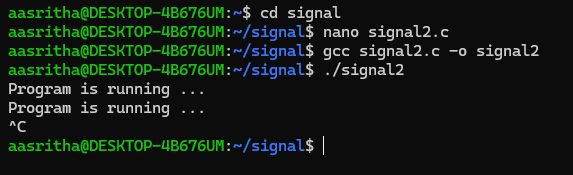 aasritha@DESKTOP-4B676UM:~$ cd signal
aasritha@DESKTOP-4B676UM:~/signal$ nano signal2.c
aasritha@DESKTOP-4B676UM:~/signal$ gcc signal2.c -o signal2
aasritha@DESKTOP-4B676UM:~/signal$ ./signal2
Program is running ...
Program is running ...
^C
aasritha@DESKTOP-4B676UM:~/signal$